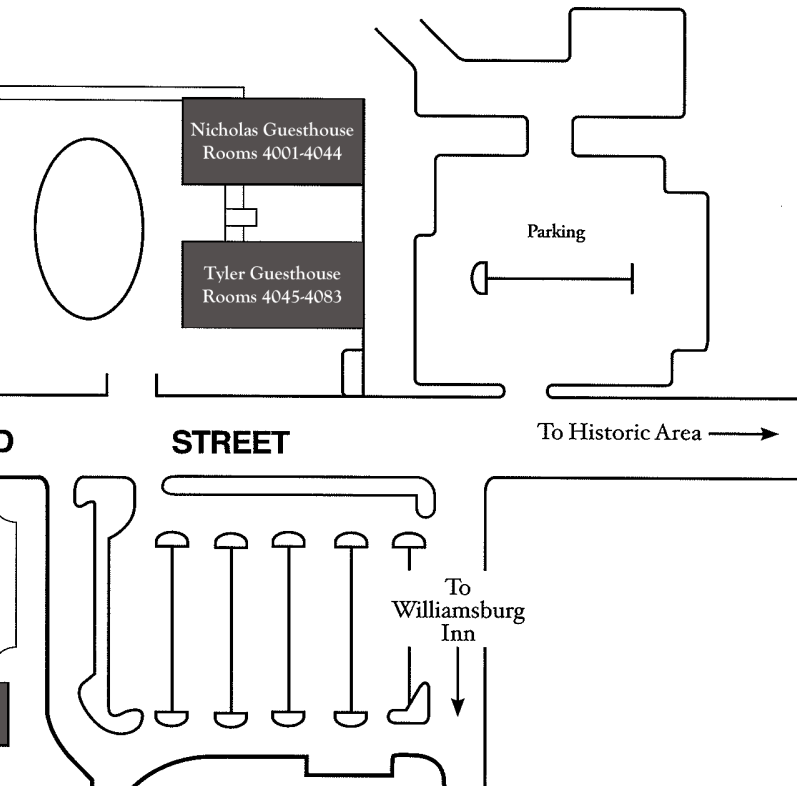 Nicholas Guesthouse
Rooms 4001-4044
Parking
Tyler Guesthouse
Rooms 4045-4083
STREET
To Historic Area
To
Williamsburg
Inn